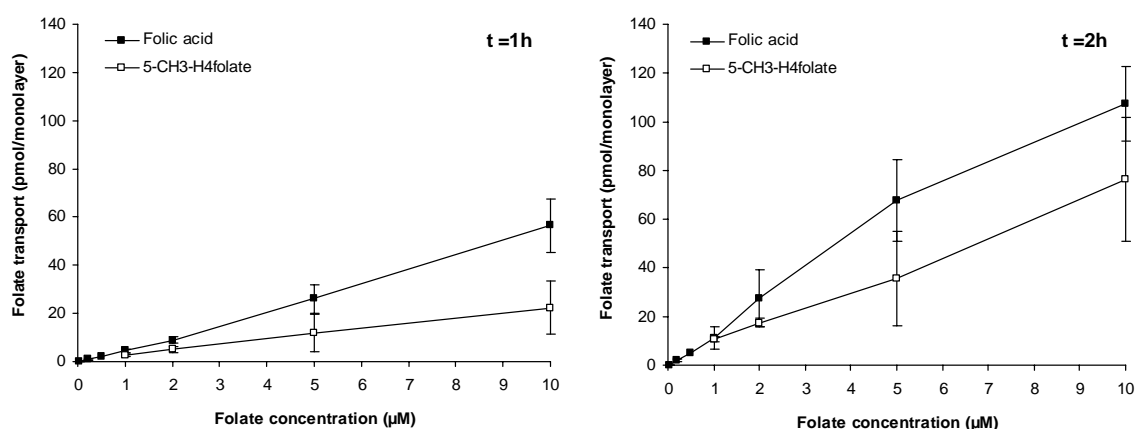 140
120
100
80
60
40
20
0
Folate transport (pmol/monolayer)
Folic acid
5-CH3-H4folate
t =1h
0 1 2 3 4 5 6 7 8 9 10
Folate concentration (µM)
140
120
100
80
60
40
20
0
Folate transport (pmol/monolayer)
Folic acid
5-CH3-H4folate
t =2h
0 1 2 3 4 5 6 7 8 9 10
Folate concentration (µM)